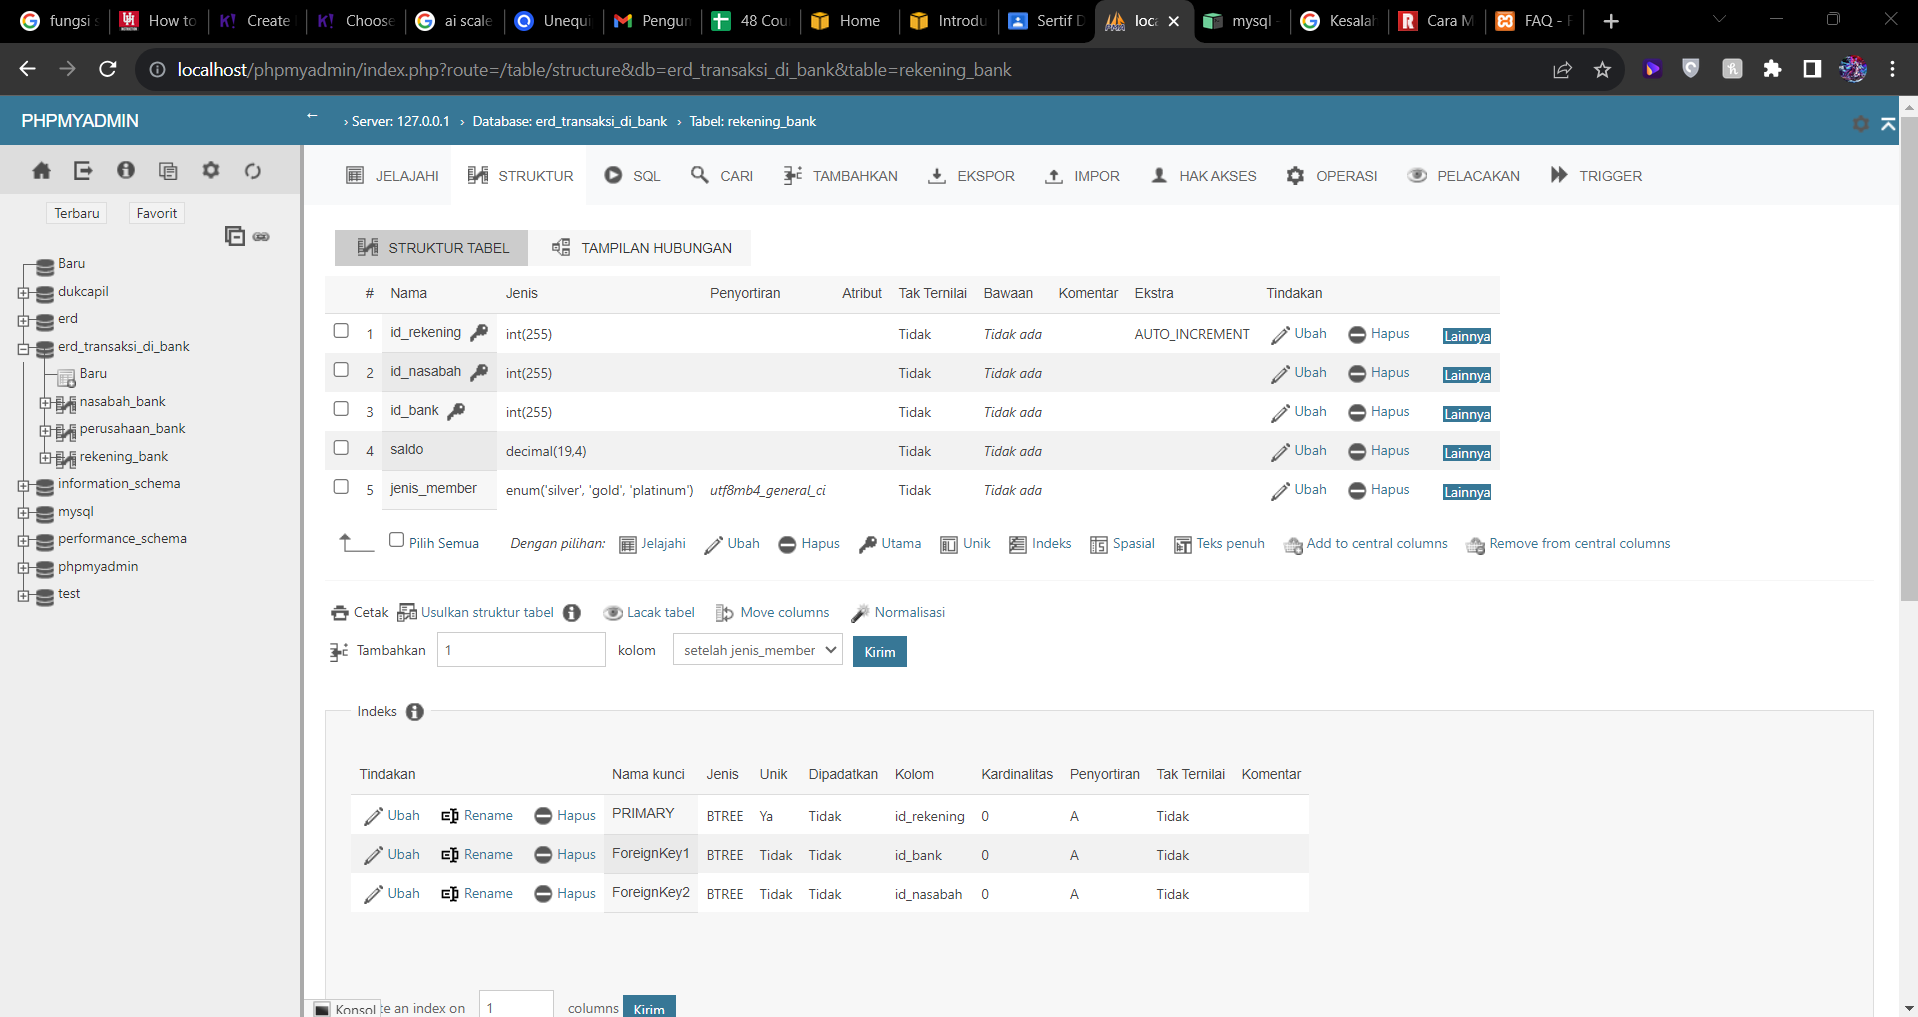 fungsi s How to Create Choose ai scale Unequ Pengun 48 Cou Home Introdu Sertif D loc mysql - Kesalah Cara M FAQ - F
localhost/phpmyadmin/index.php?route=/table/structure&db=erd_transaksi_di_bank&table=rekening_bank
PHPMYADMIN
Terbaru Favorit
Baru
dukcapil
erd
erd_transaksi_di_bank
Baru
nasabah_bank
perusahaan_bank
rekening_bank
information_schema
mysql
performance_schema
phpmyadmin
test
› Server: 127.0.0.1 › Database: erd_transaksi_di_bank › Tabel: rekening_bank
JELAJAHI STRUKTUR SQL CARI TAMBAHKAN EKSPOR IMPOR HAK AKSES OPERASI PELACAKAN TRIGGER
STRUKTUR TABEL TAMPILAN HUBUNGAN
# Nama Jenis Penyortiran Atribut Tak Ternilai Bawaan Komentar Ekstra Tindakan
1 id_rekening int(255) Tidak Tidak ada AUTO_INCREMENT Ubah Hapus Lainnya
2 id_nasabah int(255) Tidak Tidak ada Ubah Hapus Lainnya
3 id_bank int(255) Tidak Tidak ada Ubah Hapus Lainnya
4 saldo decimal(19,4) Tidak Tidak ada Ubah Hapus Lainnya
5 jenis_member enum('silver', 'gold', 'platinum') utf8mb4_general_ci Tidak Tidak ada Ubah Hapus Lainnya
Pilih Semua Dengan pilihan: Jelajahi Ubah Hapus Utama Unik Indeks Spasial Teks penuh Add to central columns Remove from central columns
Cetak Usulkan struktur tabel Lacak tabel Move columns Normalisasi
Tambahkan 1 kolom setelah jenis_member Kirim
Indeks
Tindakan Nama kunci Jenis Unik Dipadatkan Kolom Kardinalitas Penyortiran Tak Ternilai Komentar
Ubah Rename Hapus PRIMARY BTREE Ya Tidak id_rekening 0 A Tidak
Ubah Rename Hapus ForeignKey1 BTREE Tidak Tidak id_bank 0 A Tidak
Ubah Rename Hapus ForeignKey2 BTREE Tidak Tidak id_nasabah 0 A Tidak
Konsol te an index on 1 columns Kirim